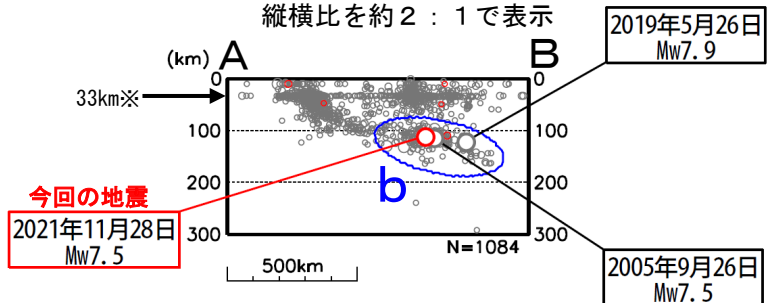 縦横比を約２：１で表示
2019年5月26日
Mw7.9
(km) A B
0 0
33km※
100 100
200 200
300 300
b
今回の地震
2021年11月28日
Mw7.5
N=1084
500km
2005年9月26日
Mw7.5